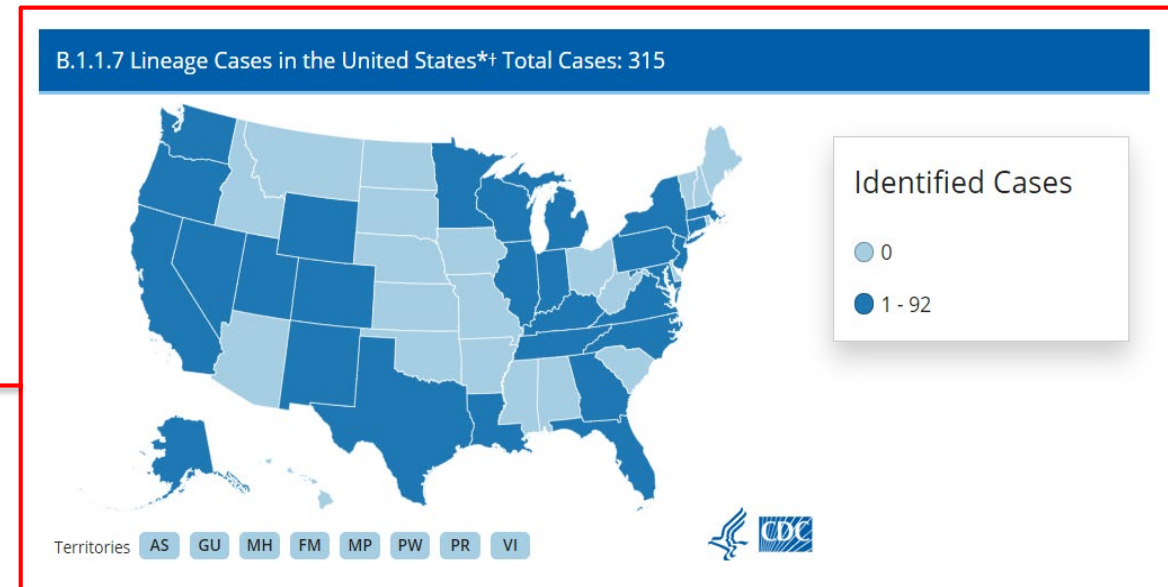 B.1.1.7 Lineage Cases in the United States*† Total Cases: 315
Identified Cases
0
1 - 92
Territories AS GU MH FM MP PW PR VI
CDC